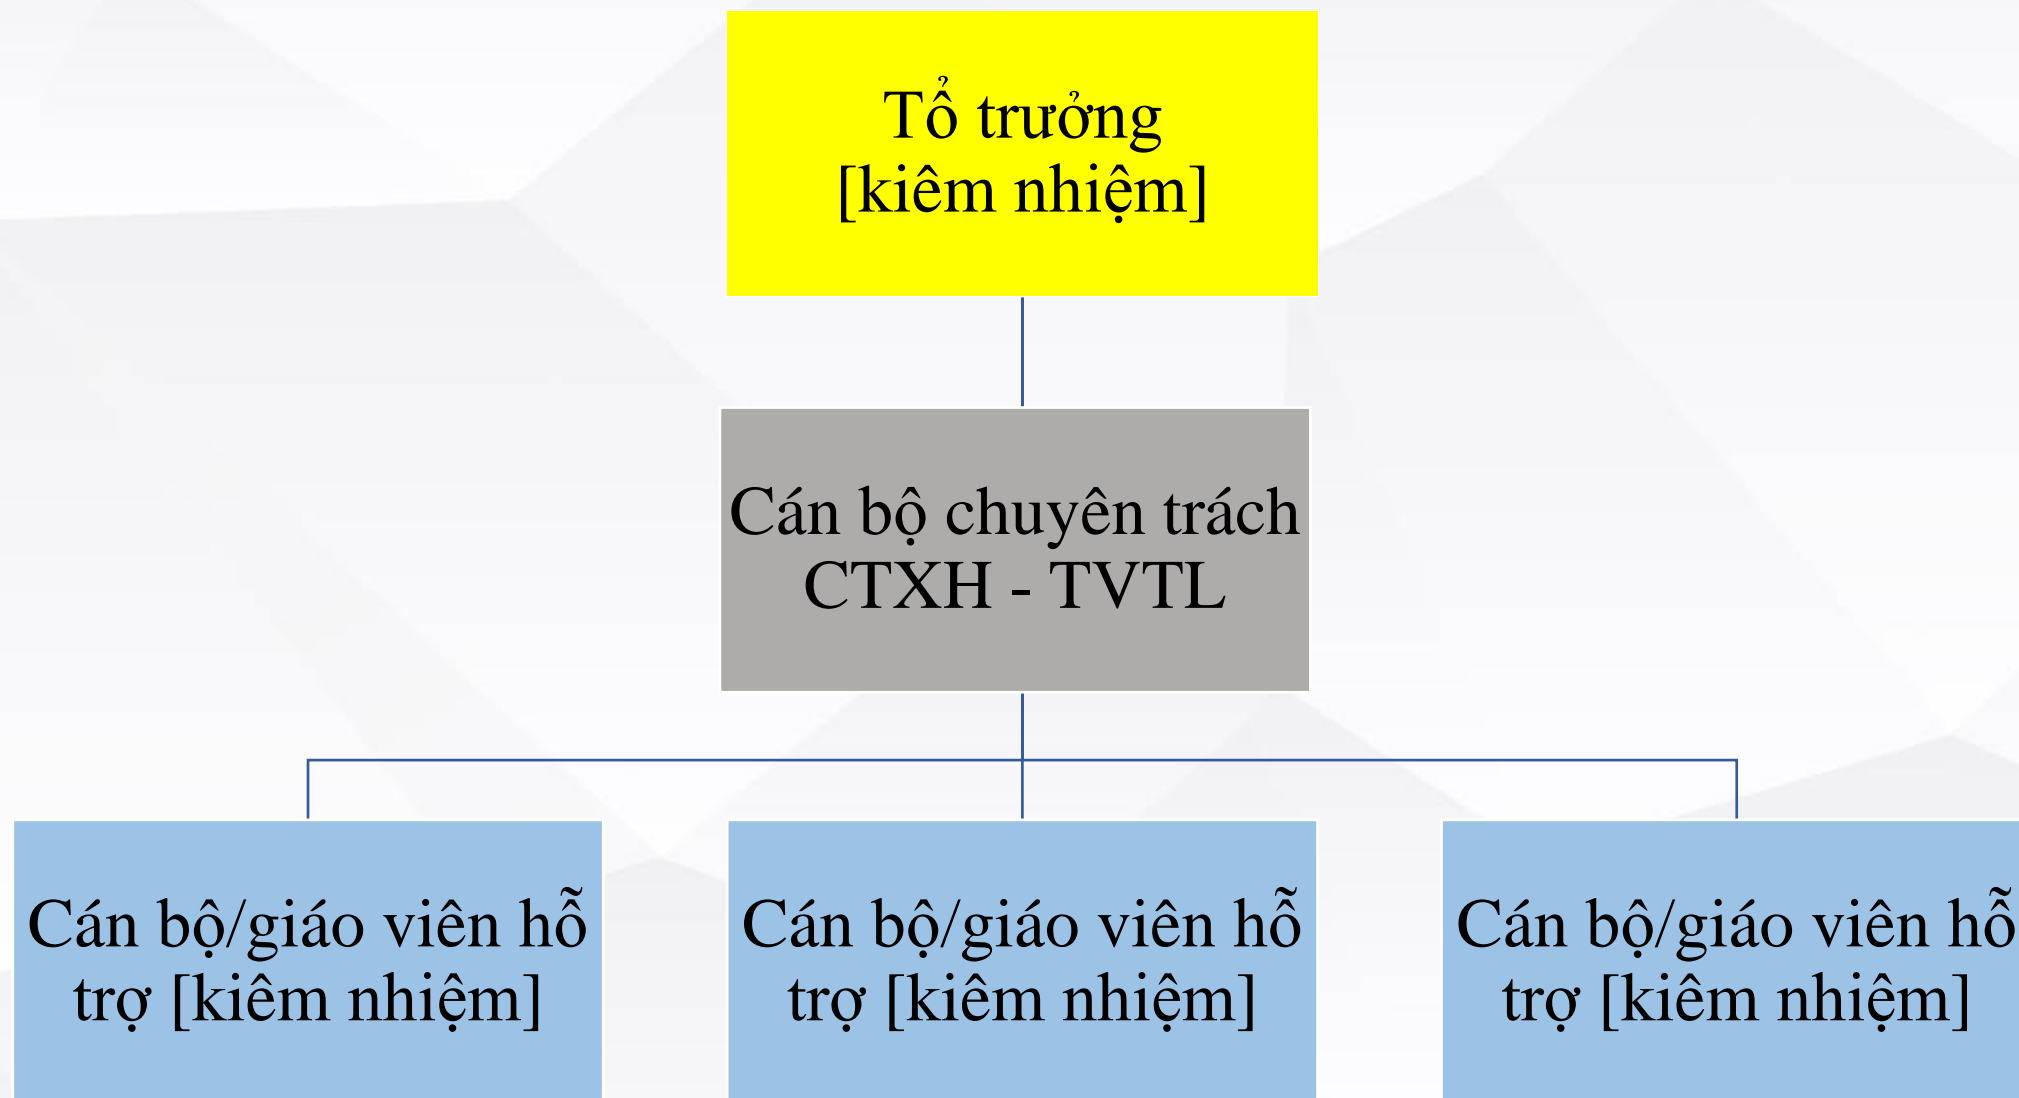 Tổ trưởng
[kiêm nhiệm]
Cán bộ chuyên trách
CTXH - TVTL
Cán bộ/giáo viên hỗ
trợ [kiêm nhiệm]
Cán bộ/giáo viên hỗ
trợ [kiêm nhiệm]
Cán bộ/giáo viên hỗ
trợ [kiêm nhiệm]